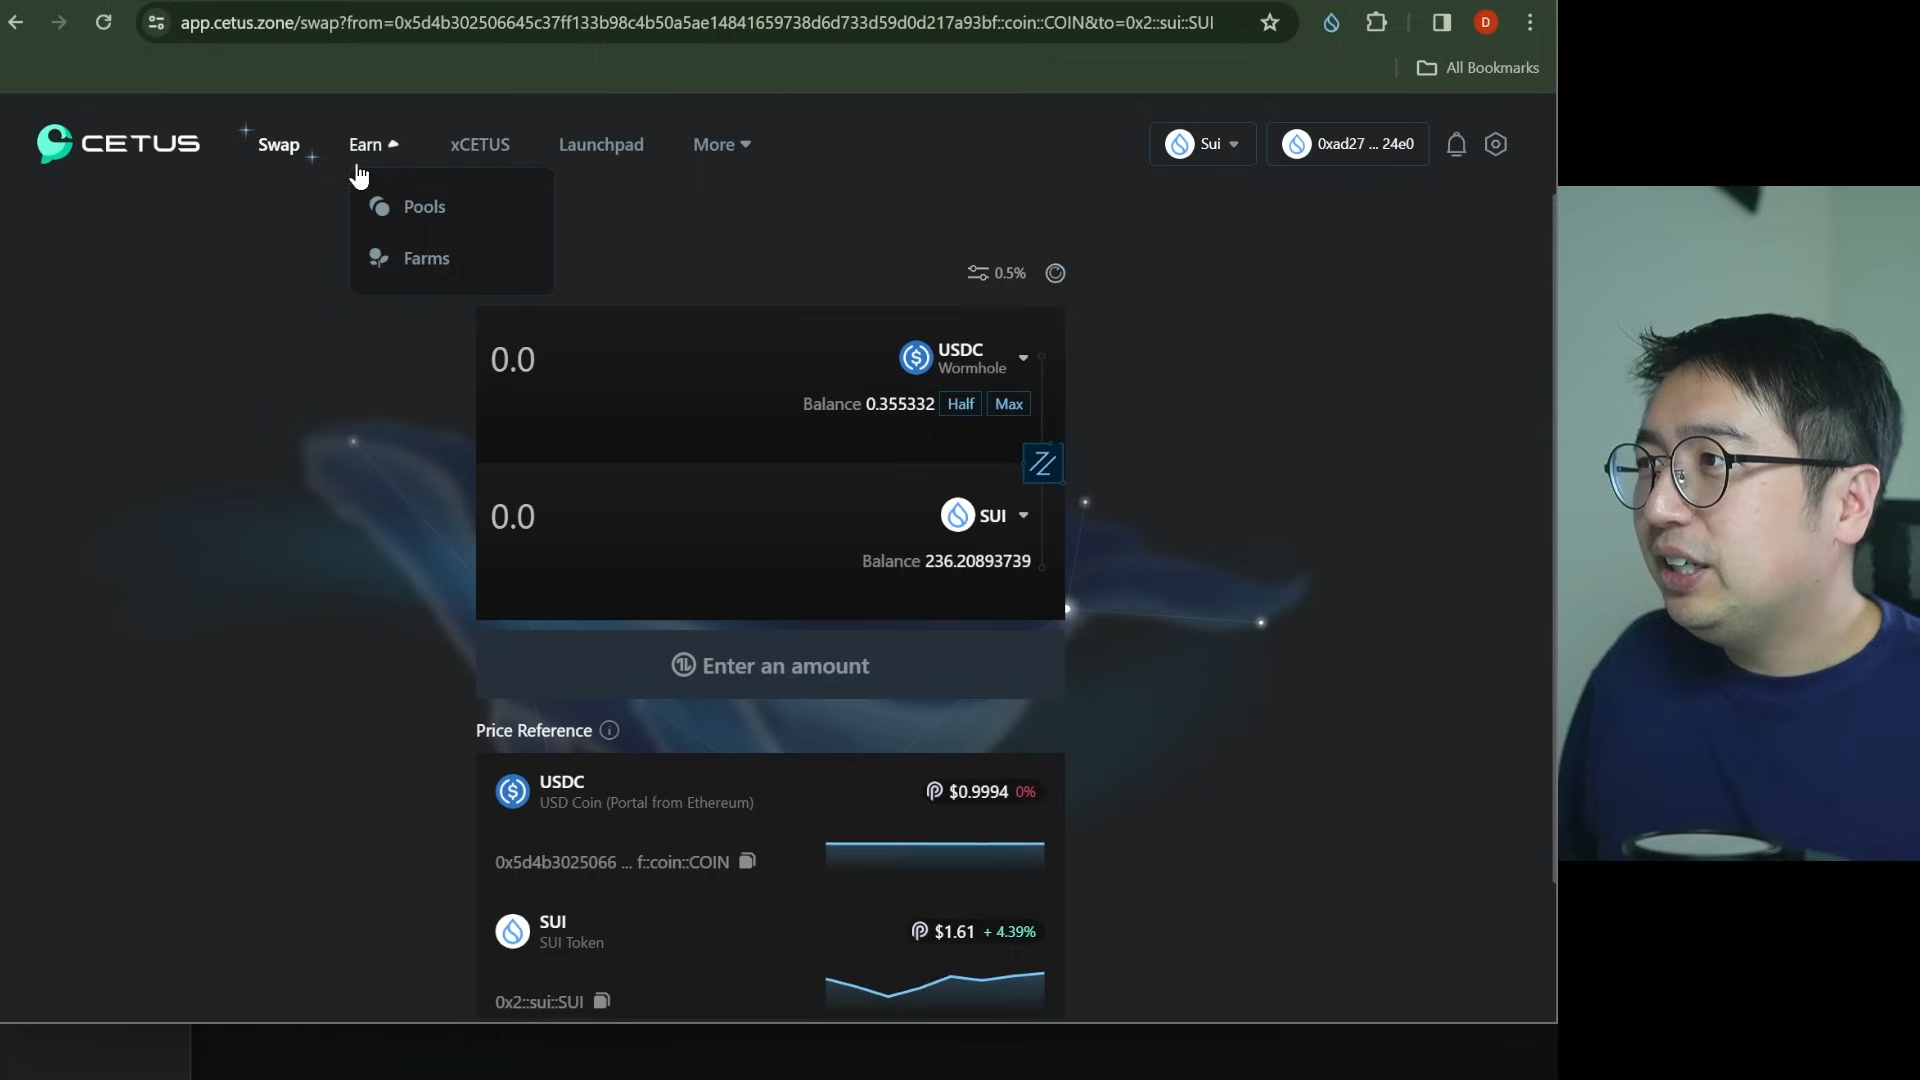 app.cetus.zone/swap?from=0x5d4b302506645c37ff133b98c4b50a5ae14841659738d6d733d59d0d217a93bf::coin::COIN&to=0x2::sui::SUI
D
All Bookmarks
CETUS
Swap
Earn
xCETUS
Launchpad
More
Sui
0xad27 ... 24e0
Pools
Farms
0.5%
0.0
USDC
Wormhole
Balance 0.355332 Half Max
0.0
SUI
Balance 236.20893739
Enter an amount
Price Reference
USDC
USD Coin (Portal from Ethereum)
$0.9994 0%
0x5d4b3025066 ... f::coin::COIN
SUI
SUI Token
$1.61 + 4.39%
0x2::sui::SUI